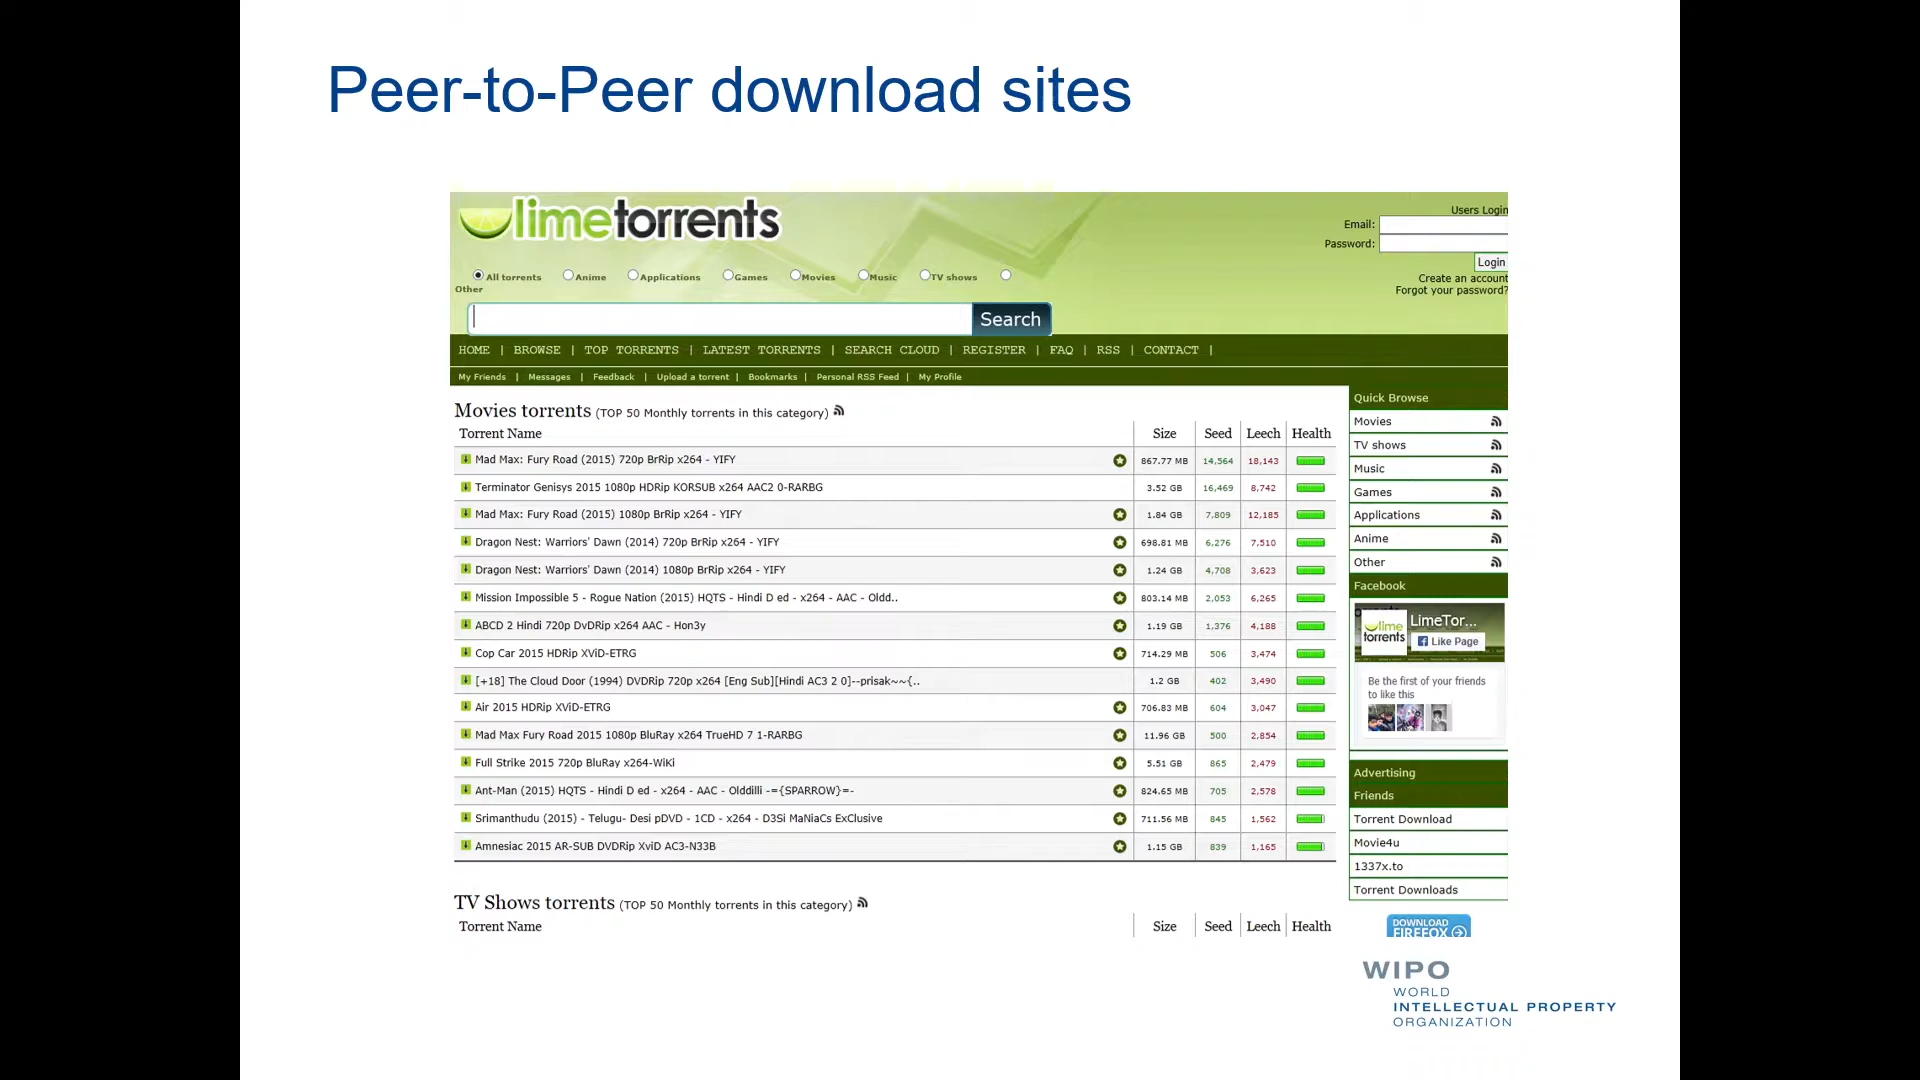 Peer-to-Peer download sites
limetorrents
Users Login
Email:
Password:
Login
Create an account
Forgot your password?
All torrents Anime Applications Games Movies Music TV shows
Other
Search
HOME | BROWSE | TOP TORRENTS | LATEST TORRENTS | SEARCH CLOUD | REGISTER | FAQ | RSS | CONTACT |
My Friends | Messages | Feedback | Upload a torrent | Bookmarks | Personal RSS Feed | My Profile
Movies torrents (TOP 50 Monthly torrents in this category)
Torrent Name Size Seed Leech Health
Mad Max: Fury Road (2015) 720p BrRip x264 - YIFY 867.77 MB 14,564 18,143
Terminator Genisys 2015 1080p HDRip KORSUB x264 AAC2 0-RARBG 3.52 GB 16,469 8,742
Mad Max: Fury Road (2015) 1080p BrRip x264 - YIFY 1.84 GB 7,809 12,185
Dragon Nest: Warriors' Dawn (2014) 720p BrRip x264 - YIFY 698.81 MB 6,276 7,510
Dragon Nest: Warriors' Dawn (2014) 1080p BrRip x264 - YIFY 1.24 GB 4,708 3,623
Mission Impossible 5 - Rogue Nation (2015) HQTS - Hindi D ed - x264 - AAC - Oldd.. 803.14 MB 2,053 6,265
ABCD 2 Hindi 720p DvDRip x264 AAC - Hon3y 1.19 GB 1,376 4,188
Cop Car 2015 HDRip XViD-ETRG 714.29 MB 506 3,474
[+18] The Cloud Door (1994) DVDRip 720p x264 [Eng Sub][Hindi AC3 2 0]--prisak~~{.. 1.2 GB 402 3,490
Air 2015 HDRip XViD-ETRG 706.83 MB 604 3,047
Mad Max Fury Road 2015 1080p BluRay x264 TrueHD 7 1-RARBG 11.96 GB 500 2,854
Full Strike 2015 720p BluRay x264-WiKi 5.51 GB 865 2,479
Ant-Man (2015) HQTS - Hindi D ed - x264 - AAC - Olddilli -={SPARROW}=- 824.65 MB 705 2,578
Srimanthudu (2015) - Telugu- Desi pDVD - 1CD - x264 - D3Si MaNiaCs ExClusive 711.56 MB 845 1,562
Amnesiac 2015 AR-SUB DVDRip XviD AC3-N33B 1.15 GB 839 1,165
TV Shows torrents (TOP 50 Monthly torrents in this category)
Torrent Name Size Seed Leech Health
Quick Browse
Movies
TV shows
Music
Games
Applications
Anime
Other
Facebook
lime
torrents
LimeTor...
Like Page
Be the first of your friends
to like this
Advertising
Friends
Torrent Download
Movie4u
1337x.to
Torrent Downloads
DOWNLOAD
FIREFOX
WIPO
WORLD
INTELLECTUAL PROPERTY
ORGANIZATION